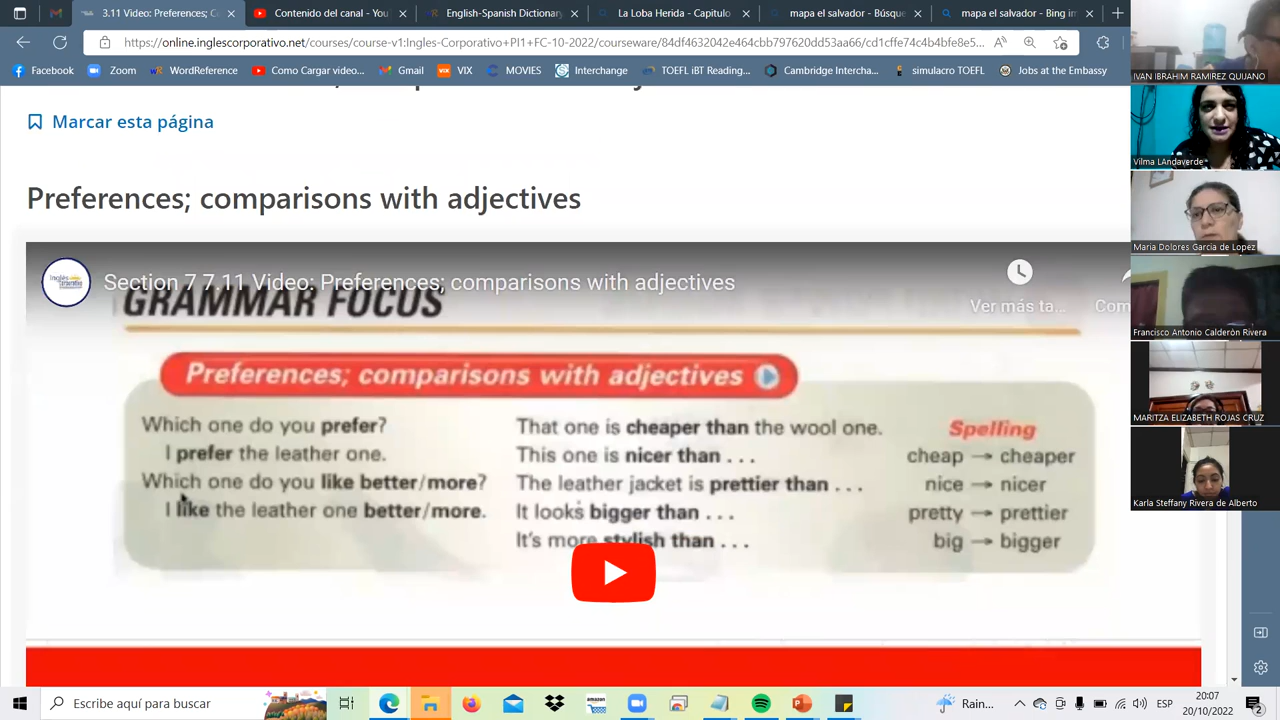 3.11 Video: Preferences; C
Contenido del canal - You
English-Spanish Dictionary
La Loba Herida - Capitulo
mapa el salvador - Búsque
mapa el salvador - Bing im
https://online.inglescorporativo.net/courses/course-v1:Ingles-Corporativo+PI1+FC-10-2022/courseware/84df4632042e464cbb797620dd53aa66/cd1cffe74c4b4bfe8e5...
Facebook
Zoom
WordReference
Como Cargar video...
Gmail
VIX
MOVIES
Interchange
TOEFL iBT Reading...
Cambridge Intercha...
simulacro TOEFL
Jobs at the Embassy
Marcar esta página
Preferences; comparisons with adjectives
Section 7 7.11 Video: Preferences; comparisons with adjectives
Ver más ta...
Com
GRAMMAR FOCUS
Preferences; comparisons with adjectives
Which one do you prefer?
I prefer the leather one.
Which one do you like better/more?
I like the leather one better/more.
That one is cheaper than the wool one.
This one is nicer than . . .
The leather jacket is prettier than . . .
It looks bigger than . . .
It's more stylish than . . .
Spelling
cheap → cheaper
nice → nicer
pretty → prettier
big → bigger
IVAN IBRAHIM RAMIREZ QUIJANO
Vilma LAndaverde
Maria Dolores Garcia de Lopez
Francisco Antonio Calderòn Rivera
MARITZA ELIZABETH ROJAS CRUZ
Karla Steffany Rivera de Alberto
Escribe aquí para buscar
Rain...
ESP
20:07
20/10/2022
2